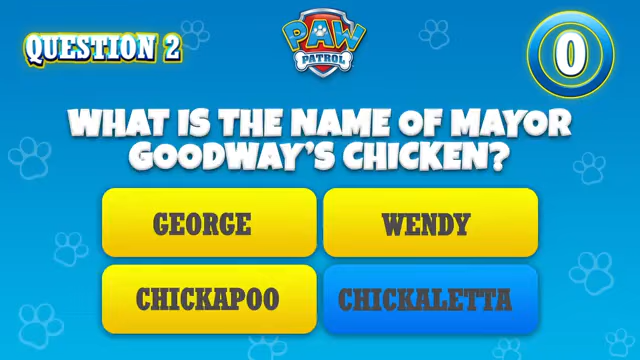 QUESTION 2
PAW
PATROL
0
WHAT IS THE NAME OF MAYOR
GOODWAY'S CHICKEN?
GEORGE
WENDY
CHICKAPOO
CHICKALETTA